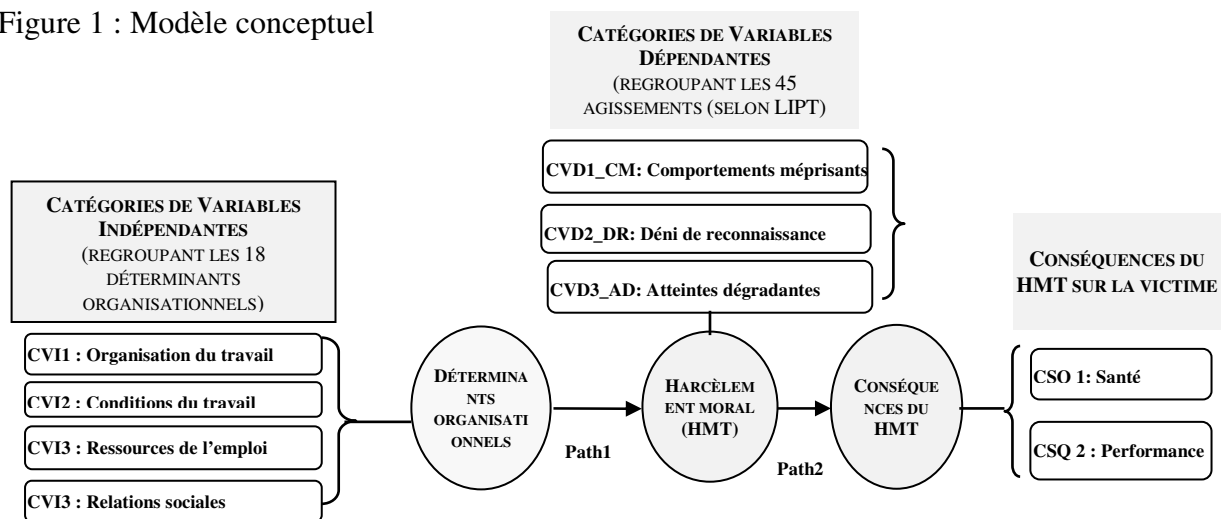 Figure 1 : Modèle conceptuel
CATÉGORIES DE VARIABLES
DÉPENDANTES
(REGROUPANT LES 45
AGISSEMENTS (SELON LIPT)
CVD1_CM: Comportements méprisants
CVD2_DR: Déni de reconnaissance
CVD3_AD: Atteintes dégradantes
CATÉGORIES DE VARIABLES
INDÉPENDANTES
(REGROUPANT LES 18
DÉTERMINANTS
ORGANISATIONNELS)
CVI1 : Organisation du travail
CVI2 : Conditions du travail
CVI3 : Ressources de l'emploi
CVI3 : Relations sociales
DÉTERMINA
NTS
ORGANISATI
ONNELS
Path1
HARCÈLEM
ENT MORAL
(HMT)
Path2
CONSÉQUE
NCES DU
HMT
CONSÉQUENCES DU
HMT SUR LA VICTIME
CSO 1: Santé
CSQ 2 : Performance